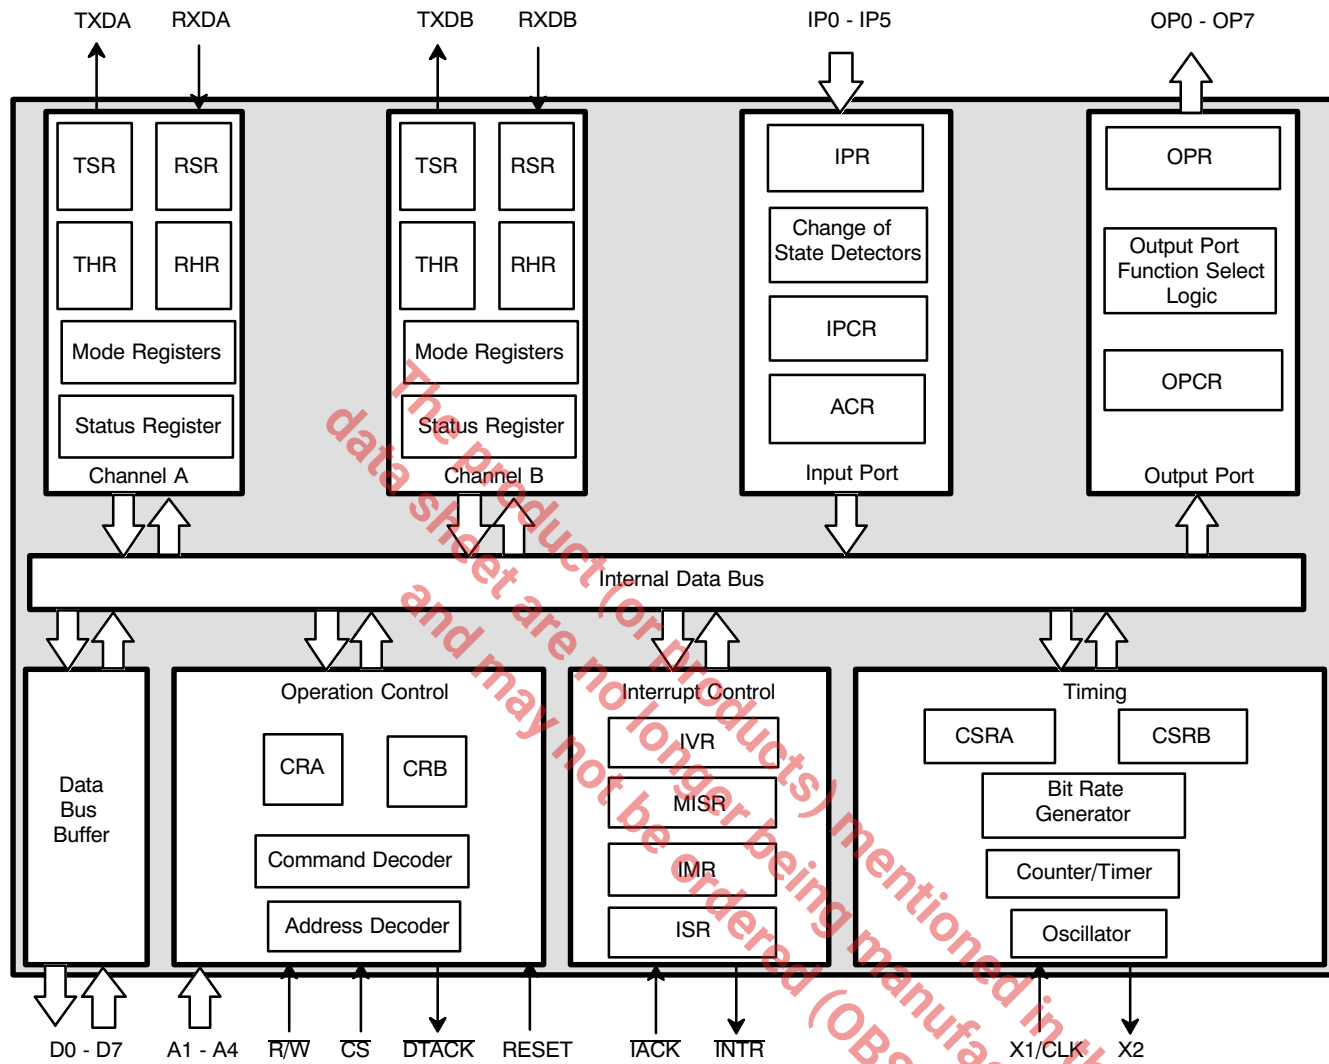 TXDA RXDA TXDB RXDB IP0 - IP5 OP0 - OP7
TSR RSR
THR RHR
Mode Registers
Status Register
Channel A
TSR RSR
THR RHR
Mode Registers
Status Register
Channel B
IPR
Change of
State Detectors
IPCR
ACR
Input Port
OPR
Output Port
Function Select
Logic
OPCR
Output Port
Internal Data Bus
Data
Bus
Buffer
Operation Control
CRA CRB
Command Decoder
Address Decoder
Interrupt Control
IVR
MISR
IMR
ISR
Timing
CSRA CSRB
Bit Rate
Generator
Counter/Timer
Oscillator
D0 - D7 A1 - A4 R/W CS DTACK RESET IACK INTR X1/CLK X2
The product (or products) mentioned in th
data sheet are no longer being manufac
and may not be ordered (OBS